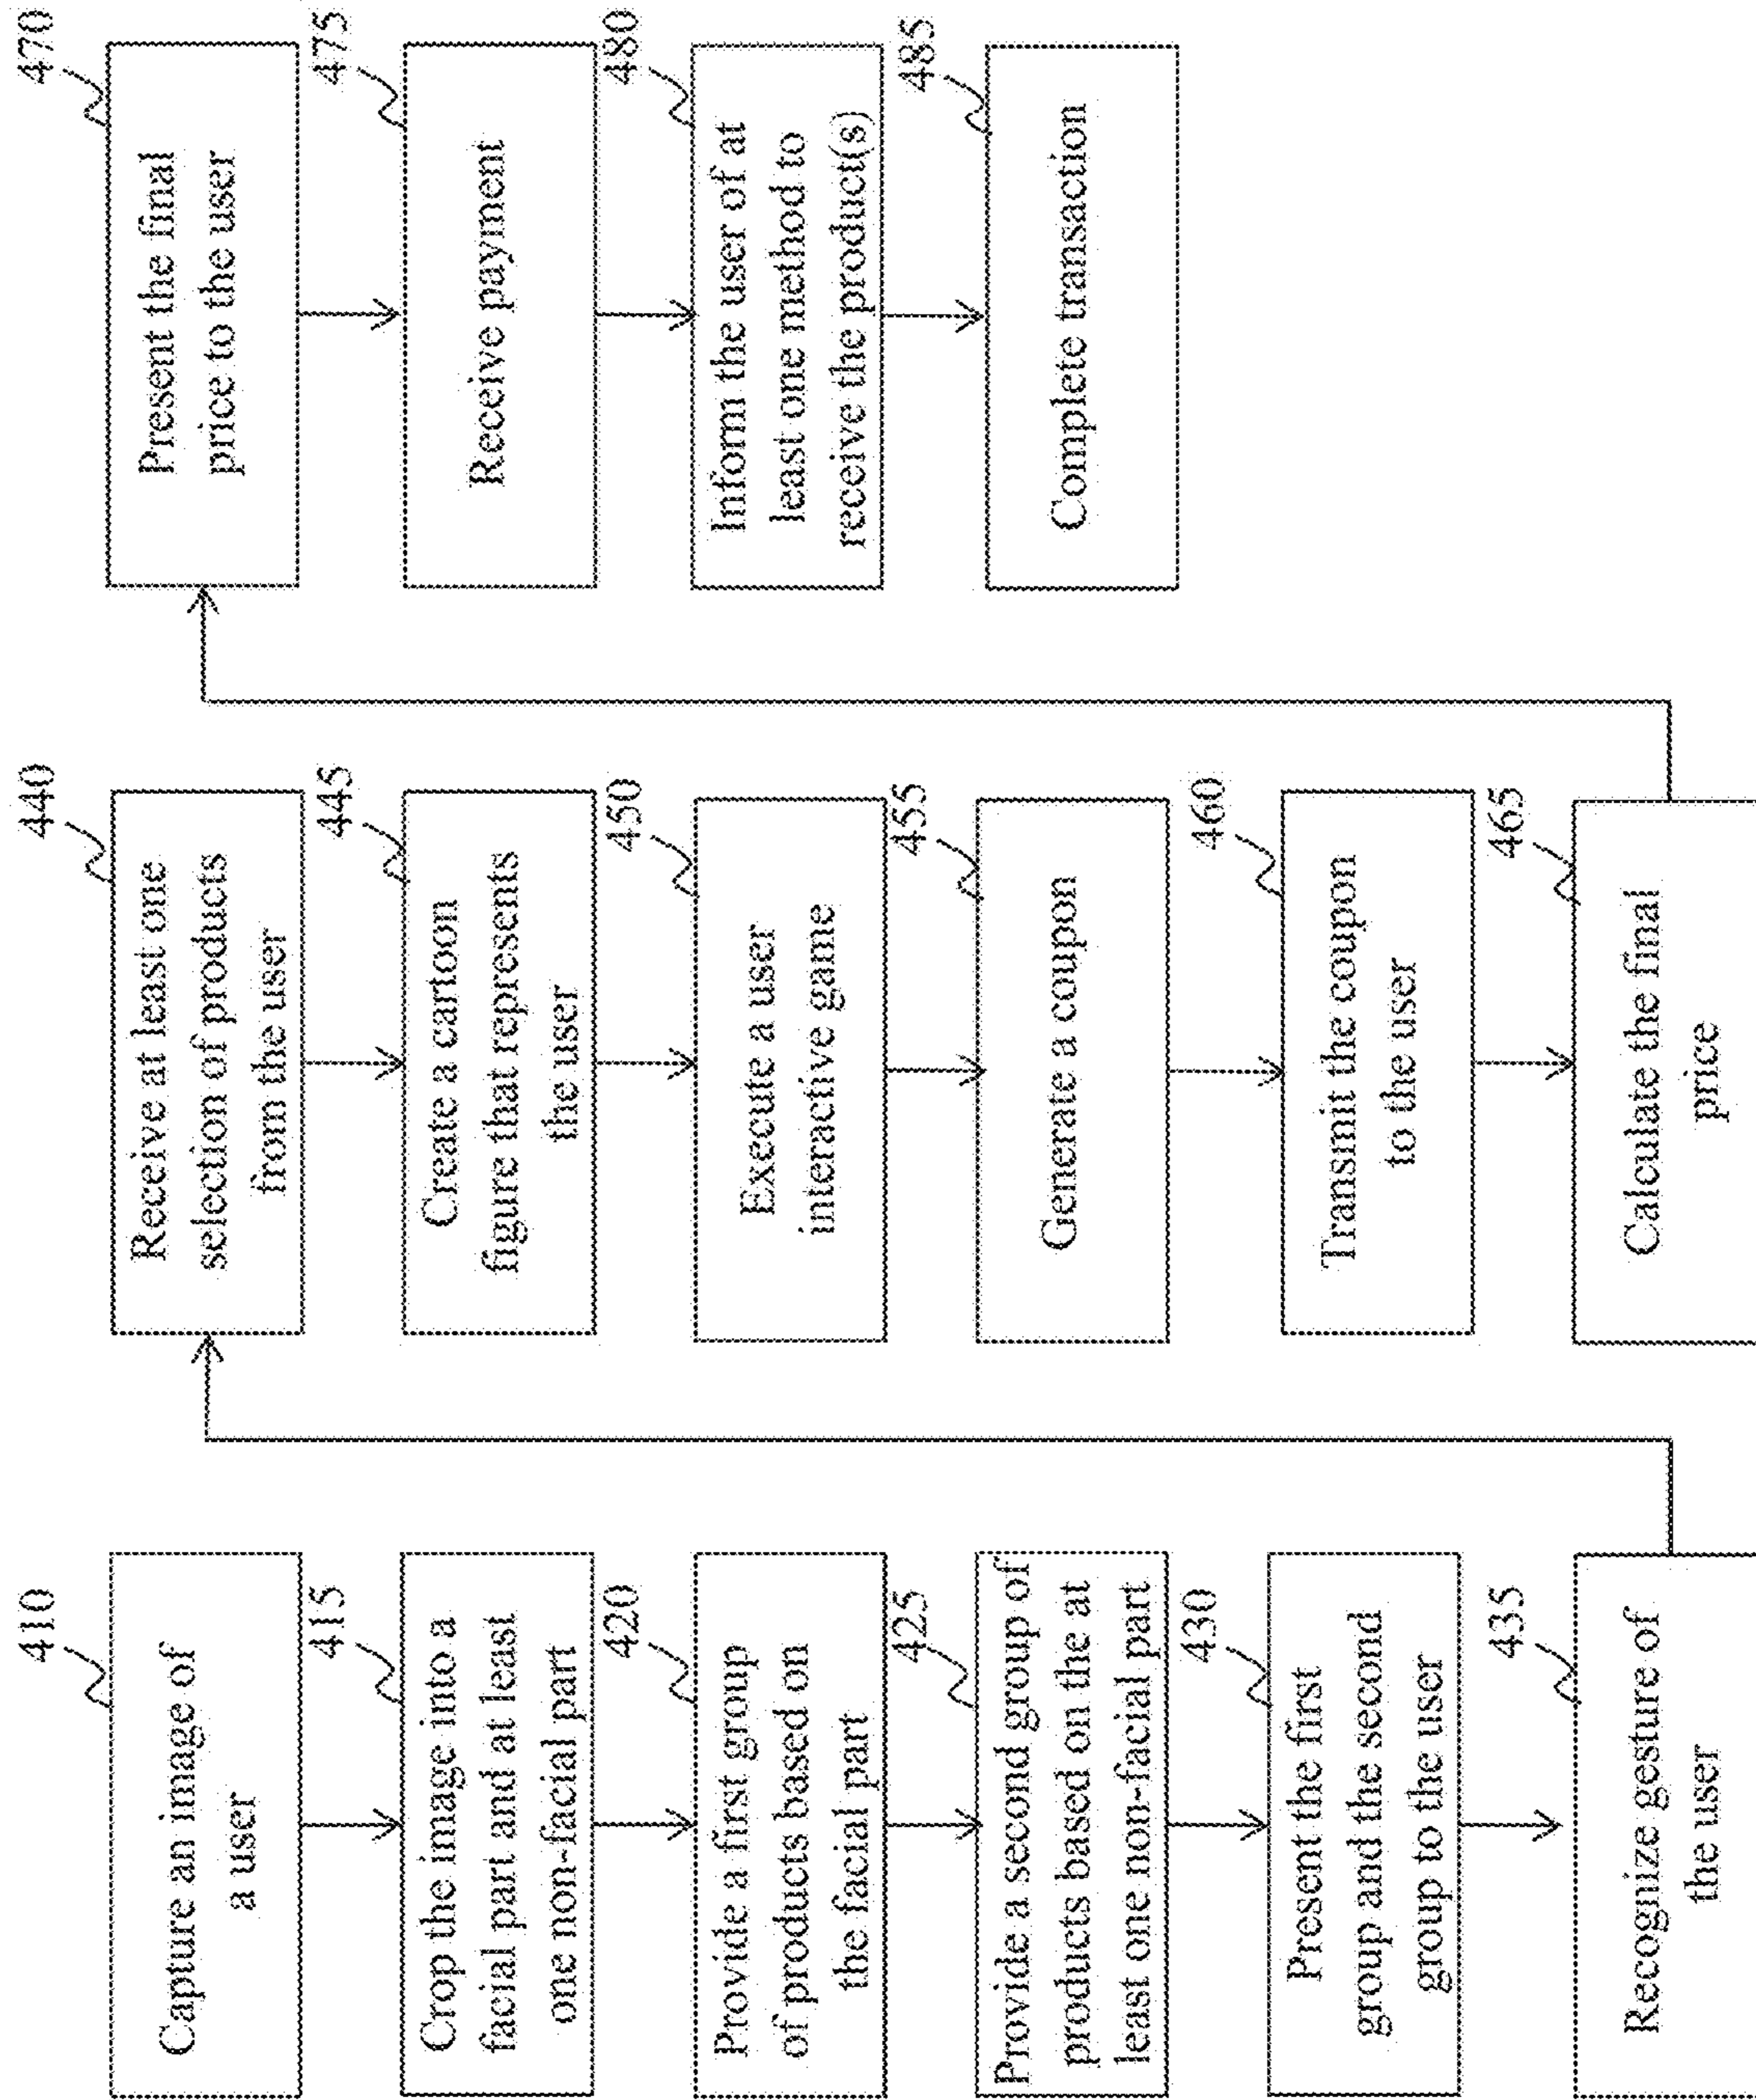 410
Capture an image of
a user
415
Crop the image into a
facial part and at least
one non-facial part
420
Provide a first group
of products based on
the facial part
425
Provide a second group of
products based on the at
least one non-facial part
430
Present the first
group and the second
group to the user
435
Recognize gesture of
the user
440
Receive at least one
selection of products
from the user
445
Create a cartoon
figure that represents
the user
450
Execute a user
interactive game
455
Generate a coupon
460
Transmit the coupon
to the user
465
Calculate the final
price
470
Present the final
price to the user
475
Receive payment
480
Inform the user of at
least one method to
receive the product(s)
485
Complete transaction